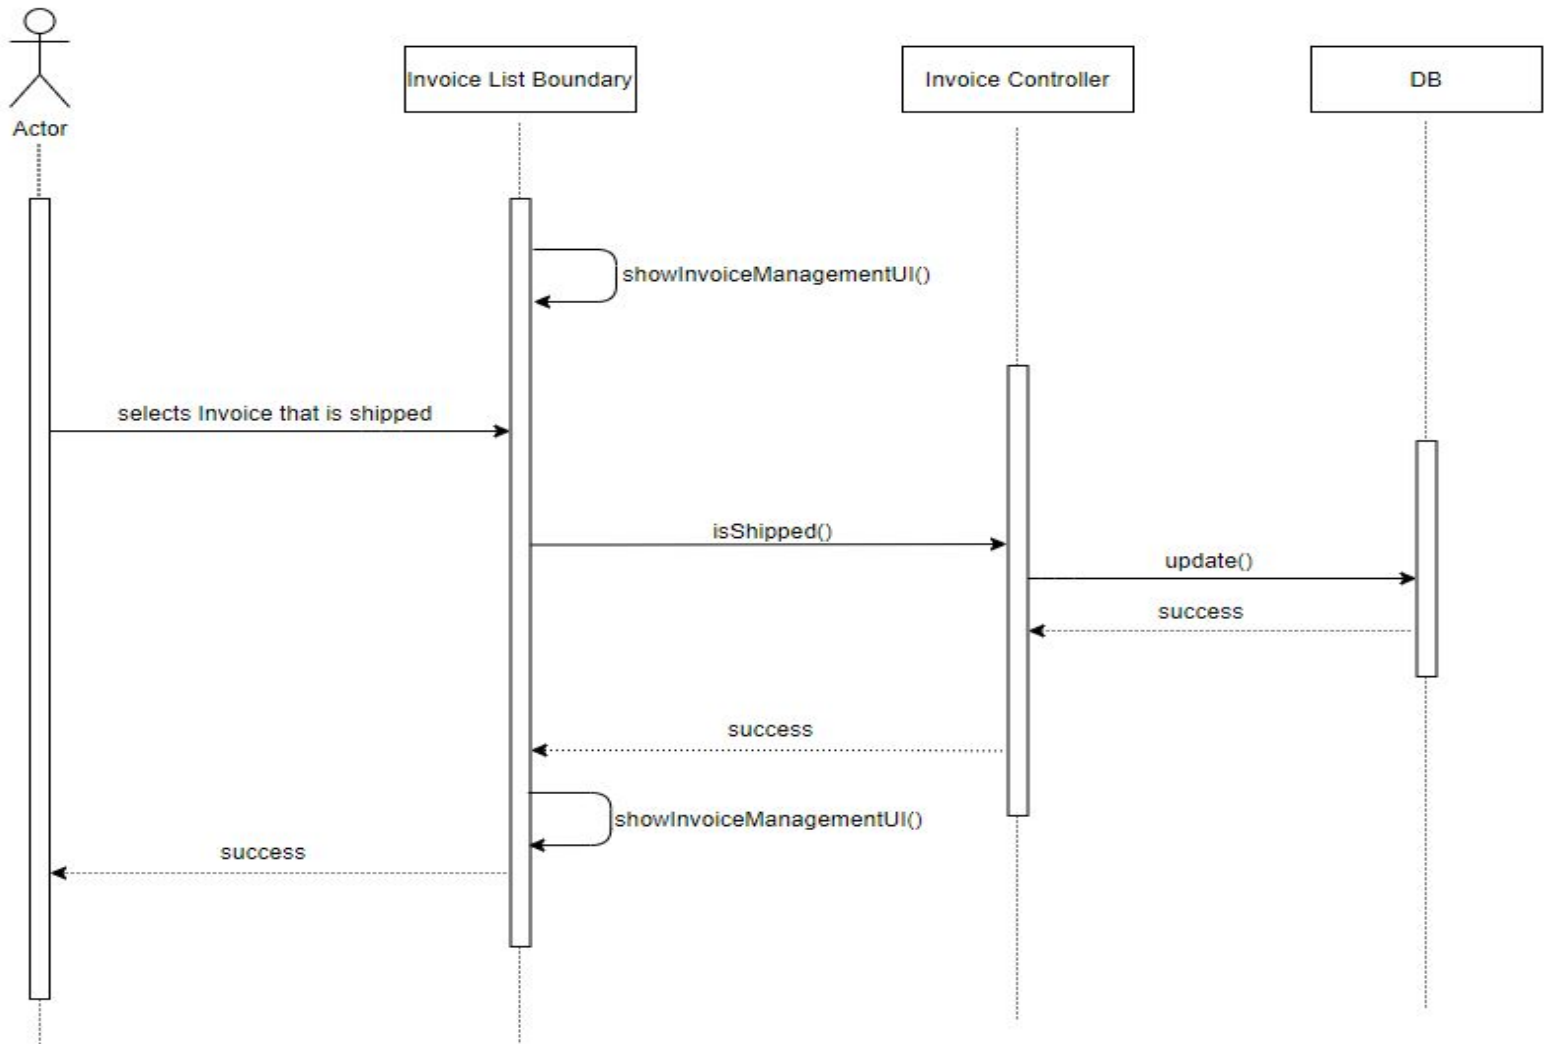 Actor
Invoice List Boundary
Invoice Controller
DB
showInvoiceManagementUI()
selects Invoice that is shipped
isShipped()
update()
success
success
showInvoiceManagementUI()
success